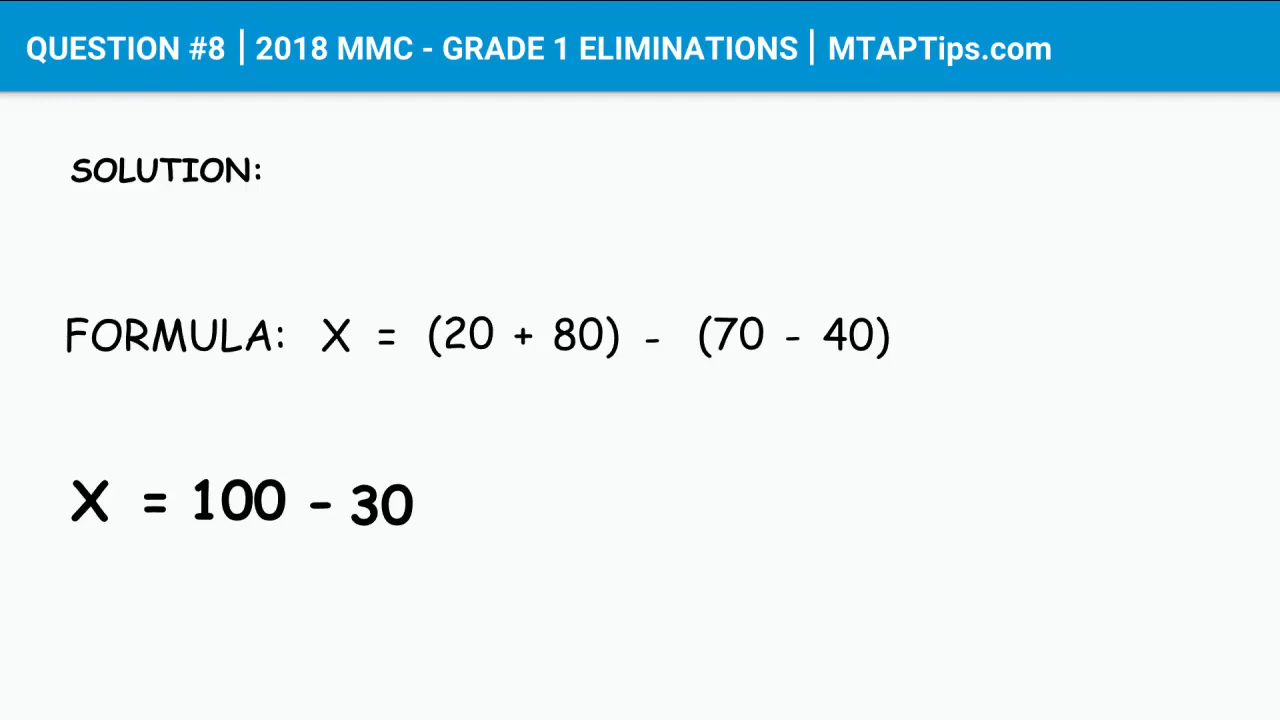 QUESTION #8 | 2018 MMC - GRADE 1 ELIMINATIONS | MTAPTips.com
SOLUTION:
FORMULA: X = (20 + 80) - (70 - 40)
X = 100 - 30